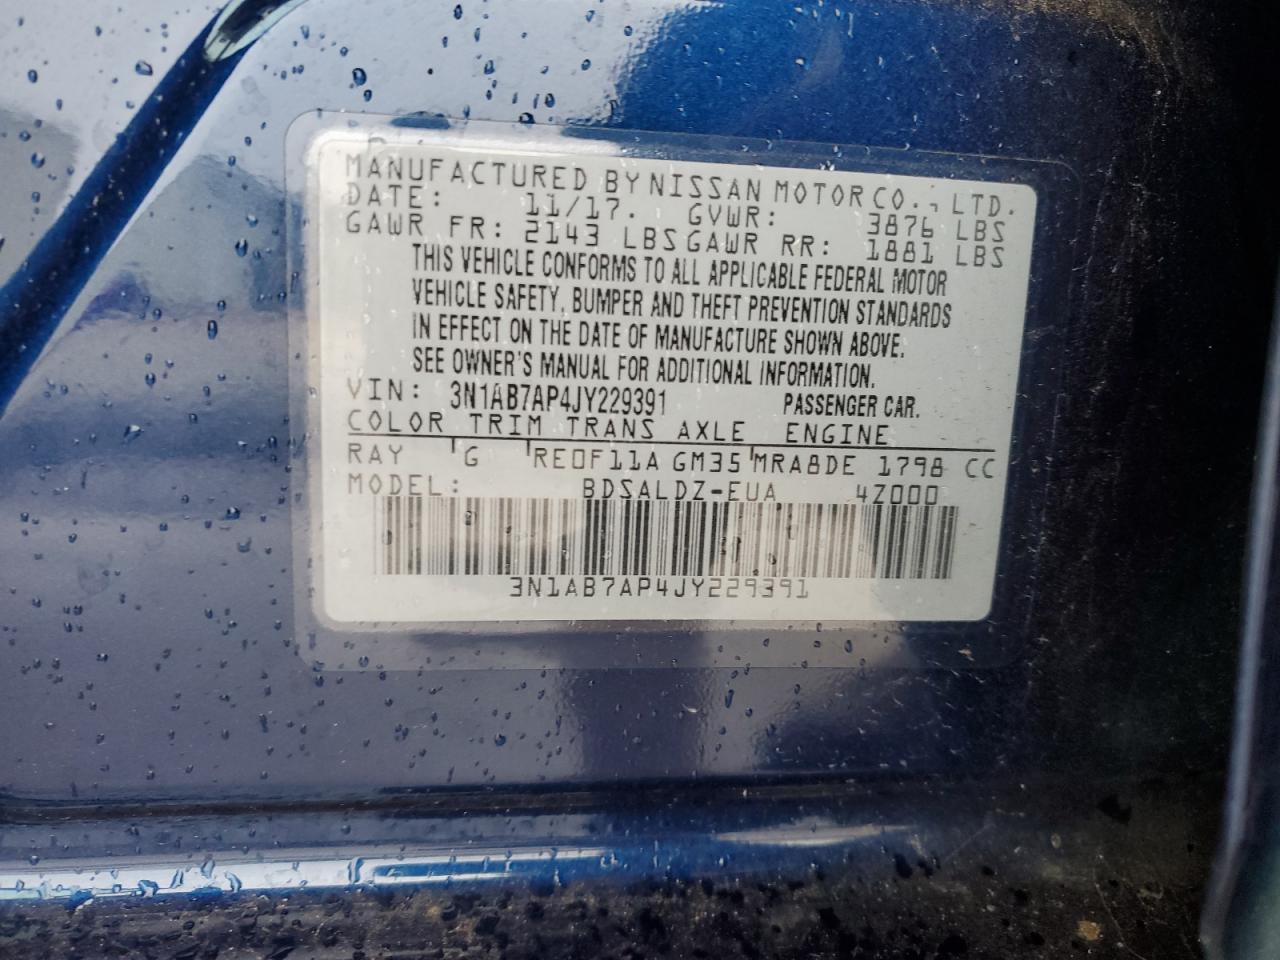 MANUFACTURED BY NISSAN MOTOR CO., LTD.
DATE: 11/17. GVWR: 3876 LBS
GAWR FR: 2143 LBS GAWR RR: 1881 LBS
THIS VEHICLE CONFORMS TO ALL APPLICABLE FEDERAL MOTOR
VEHICLE SAFETY, BUMPER AND THEFT PREVENTION STANDARDS
IN EFFECT ON THE DATE OF MANUFACTURE SHOWN ABOVE.
SEE OWNER'S MANUAL FOR ADDITIONAL INFORMATION.
VIN: 3N1AB7AP4JY229391 PASSENGER CAR.
COLOR TRIM TRANS AXLE ENGINE
RAY G RE0F11A GM35 MRA8DE 1798 CC
MODEL: BDSALDZ-EUA 4Z000
3N1AB7AP4JY229391